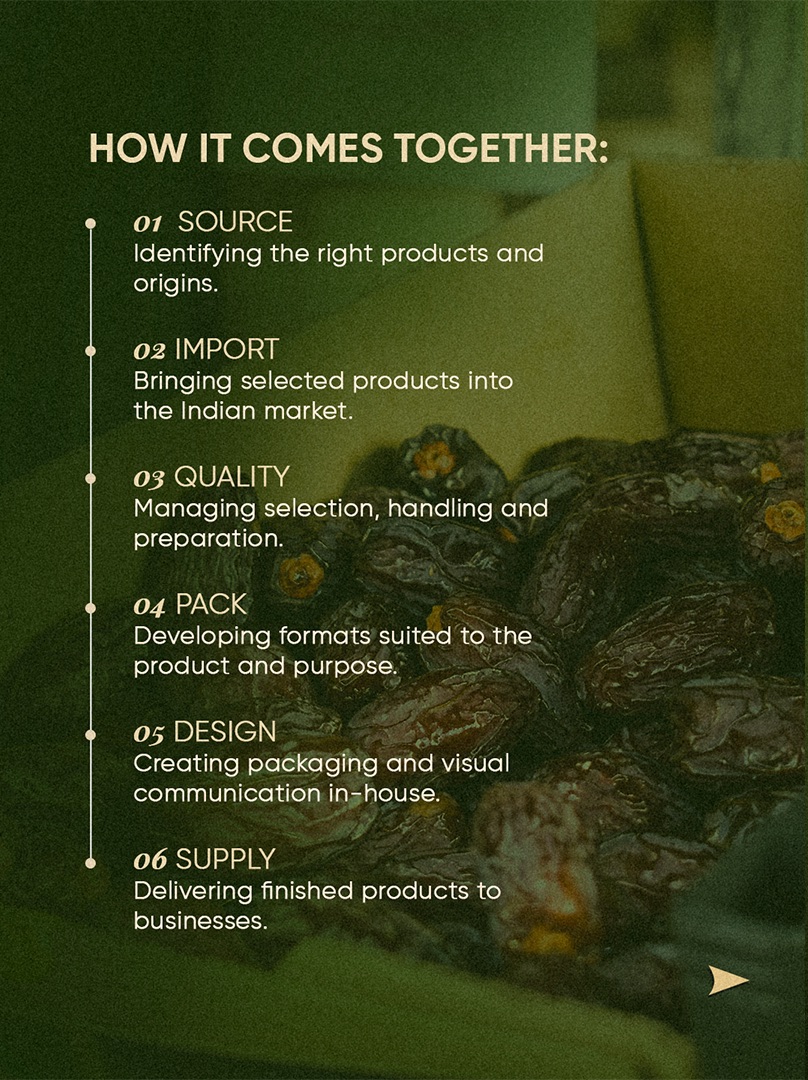 HOW IT COMES TOGETHER:
01 SOURCE
Identifying the right products and
origins.
02 IMPORT
Bringing selected products into
the Indian market.
03 QUALITY
Managing selection, handling and
preparation.
04 PACK
Developing formats suited to the
product and purpose.
05 DESIGN
Creating packaging and visual
communication in-house.
06 SUPPLY
Delivering finished products to
businesses.